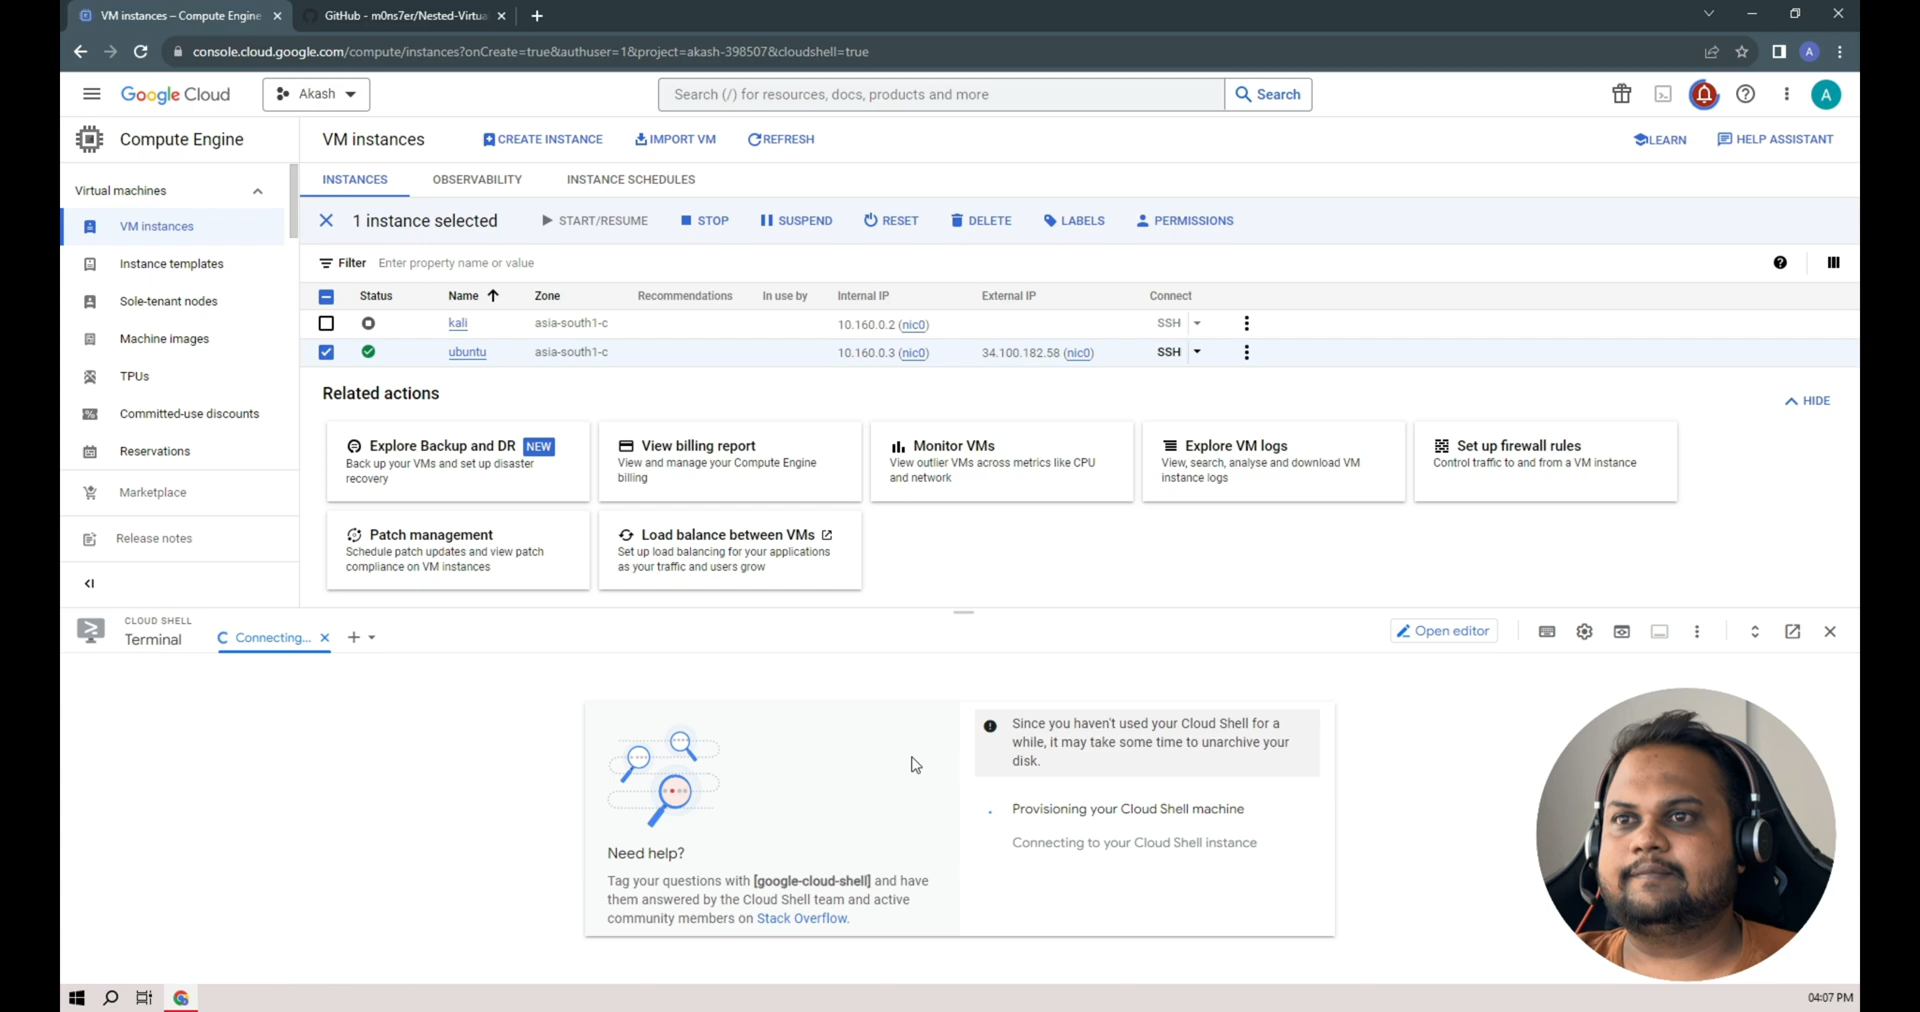 VM instances – Compute Engine
GitHub - m0ns7er/Nested-Virtua
console.cloud.google.com/compute/instances?onCreate=true&authuser=1&project=akash-398507&cloudshell=true
A
Google Cloud
Akash
Search (/) for resources, docs, products and more
Search
A
Compute Engine
VM instances
CREATE INSTANCE
IMPORT VM
REFRESH
LEARN
HELP ASSISTANT
Virtual machines
INSTANCES
OBSERVABILITY
INSTANCE SCHEDULES
VM instances
Instance templates
Sole-tenant nodes
Machine images
TPUs
Committed-use discounts
Reservations
Marketplace
Release notes
1 instance selected
START/RESUME
STOP
SUSPEND
RESET
DELETE
LABELS
PERMISSIONS
Filter
Enter property name or value
Status
Name
Zone
Recommendations
In use by
Internal IP
External IP
Connect
kali
asia-south1-c
10.160.0.2 (nic0)
SSH
ubuntu
asia-south1-c
10.160.0.3 (nic0)
34.100.182.58 (nic0)
SSH
Related actions
HIDE
Explore Backup and DR NEW
Back up your VMs and set up disaster
recovery
View billing report
View and manage your Compute Engine
billing
Monitor VMs
View outlier VMs across metrics like CPU
and network
Explore VM logs
View, search, analyse and download VM
instance logs
Set up firewall rules
Control traffic to and from a VM instance
Patch management
Schedule patch updates and view patch
compliance on VM instances
Load balance between VMs
Set up load balancing for your applications
as your traffic and users grow
CLOUD SHELL
Terminal
Connecting...
Open editor
Need help?
Tag your questions with [google-cloud-shell] and have
them answered by the Cloud Shell team and active
community members on Stack Overflow.
Since you haven't used your Cloud Shell for a
while, it may take some time to unarchive your
disk.
Provisioning your Cloud Shell machine
Connecting to your Cloud Shell instance
04:07 PM